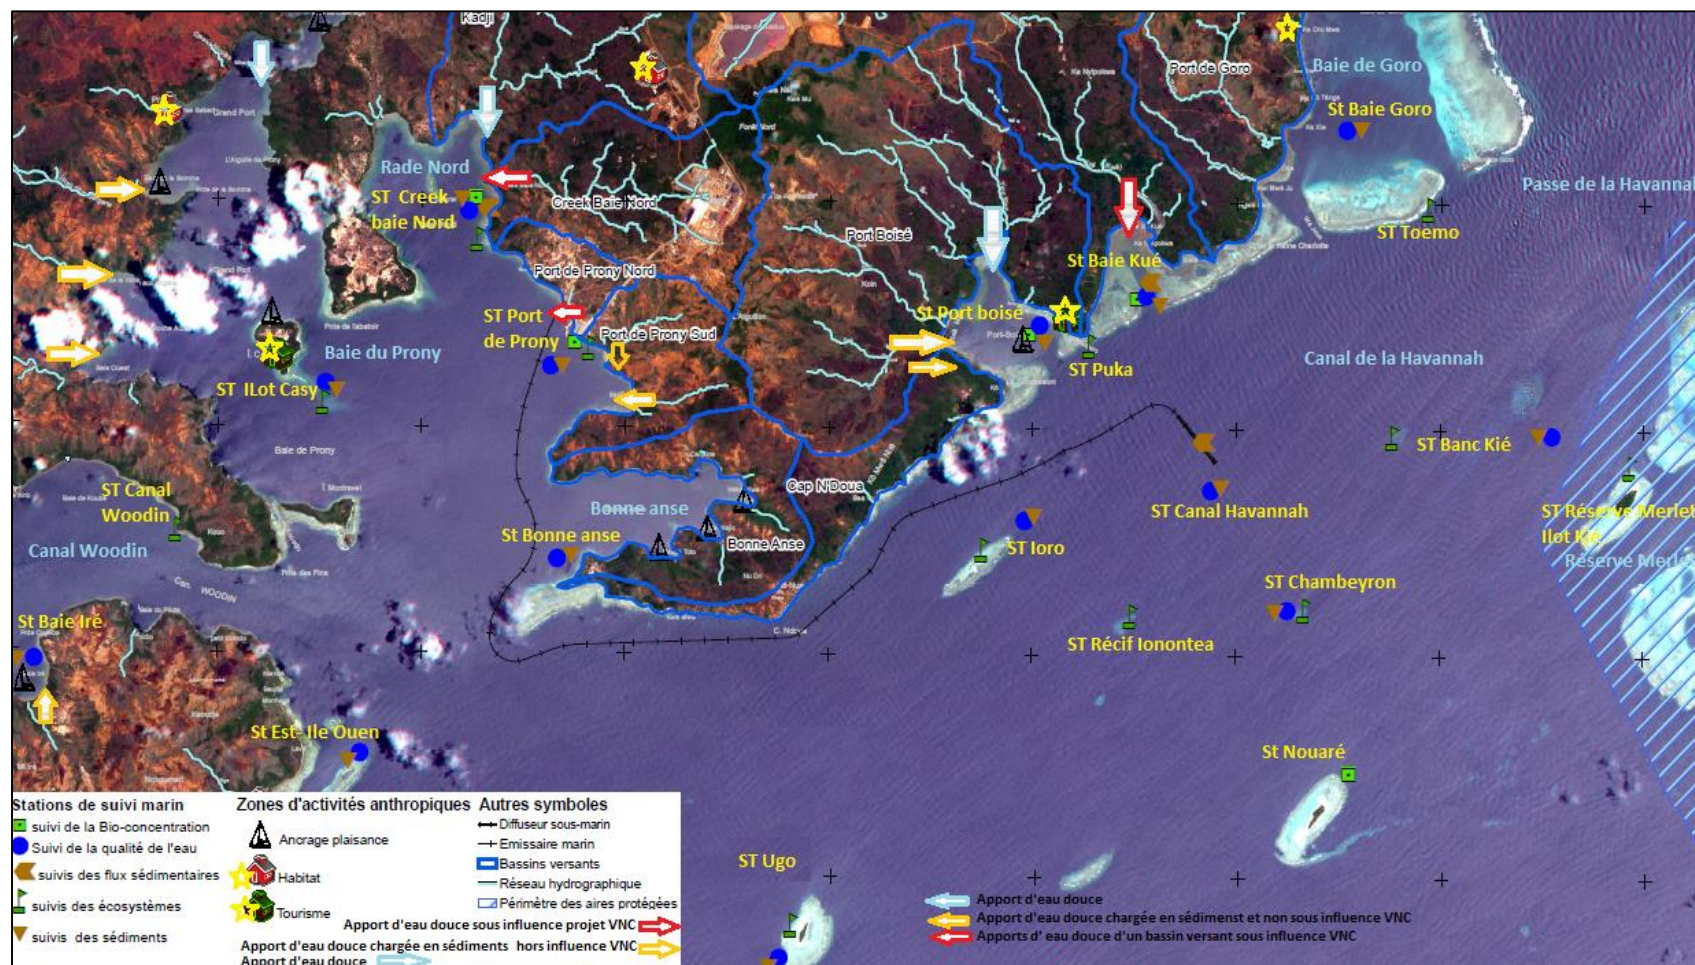 Kadji
Port de Goro
Baie de Goro
St Baie Goro
Grand Port
Forêt Nord
Rade Nord
Passe de la Havannah
ST Creek
baie Nord
Creek Baie Nord
Port Boisé
ST Toemo
St Baie Kué
Port de Prony Nord
ST Port
de Prony
Port de Prony Sud
St Port boisé
Baie du Prony
Canal de la Havannah
ST Puka
ST ILot Casy
Baie de Prony
ST Banc Kié
ST Canal
Woodin
Cap N'Doua
Bonne anse
ST Canal Havannah
ST Réserve Merlet
Ilot Kié
Canal Woodin
St Bonne anse
Bonne Anse
ST Ioro
Réserve Merlet
Can. WOODIN
ST Chambeyron
St Baie Iré
ST Récif Ionontea
St Est- Ile Ouen
St Nouaré
ST Ugo
Stations de suivi marin
suivi de la Bio-concentration
Suivi de la qualité de l'eau
suivis des flux sédimentaires
suivis des écosystèmes
suivis des sédiments
Zones d'activités anthropiques
Ancrage plaisance
Habitat
Tourisme
Autres symboles
Diffuseur sous-marin
Emissaire marin
Bassins versants
Réseau hydrographique
Périmètre des aires protégées
Apport d'eau douce sous influence projet VNC
Apport d'eau douce chargée en sédiments hors influence VNC
Apport d'eau douce
Apport d'eau douce
Apport d'eau douce chargée en sédimenst et non sous influence VNC
Apports d' eau douce d'un bassin versant sous influence VNC